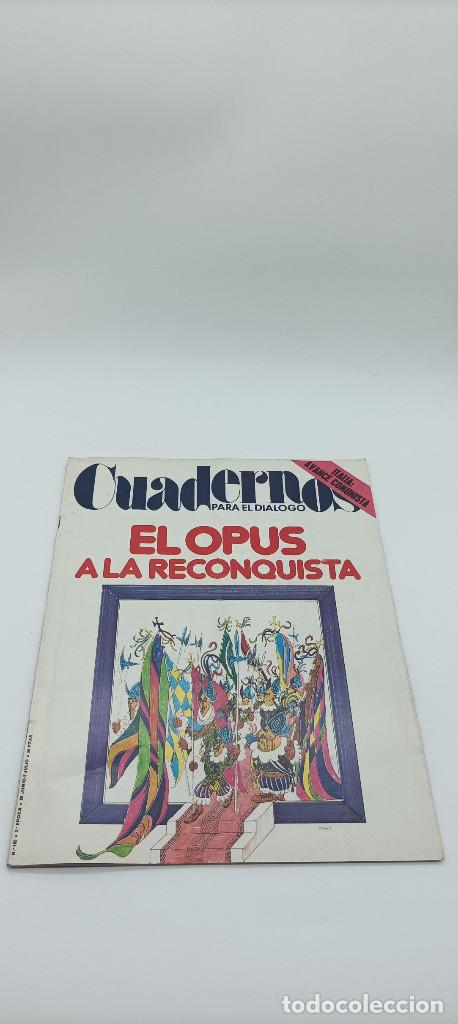 ITALIA:
AVANCE COMUNISTA
Cuadernos
PARA EL DIALOGO
EL OPUS
A LA RECONQUISTA
todocoleccion